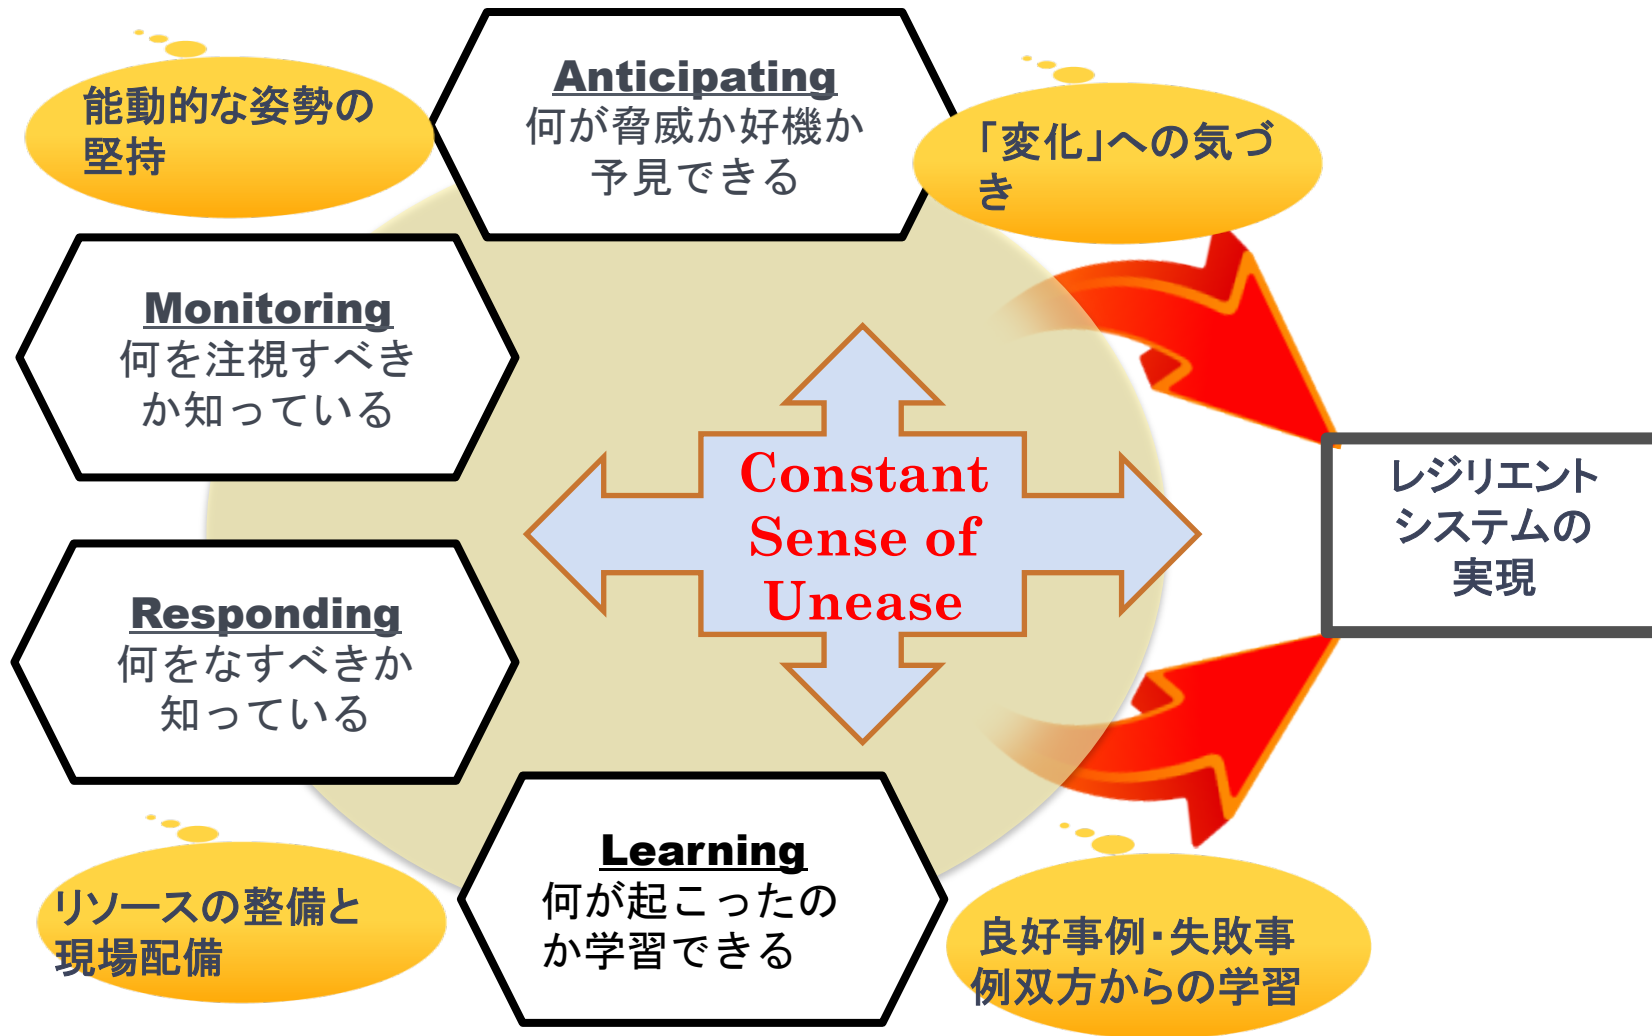 Anticipating
何が脅威か好機か
予見できる
能動的な姿勢の
堅持
「変化」への気づ
き
Monitoring
何を注視すべき
か知っている
Constant
Sense of
Unease
レジリエント
システムの
実現
Responding
何をなすべきか
知っている
Learning
何が起こったの
か学習できる
リソースの整備と
現場配備
良好事例・失敗事
例双方からの学習